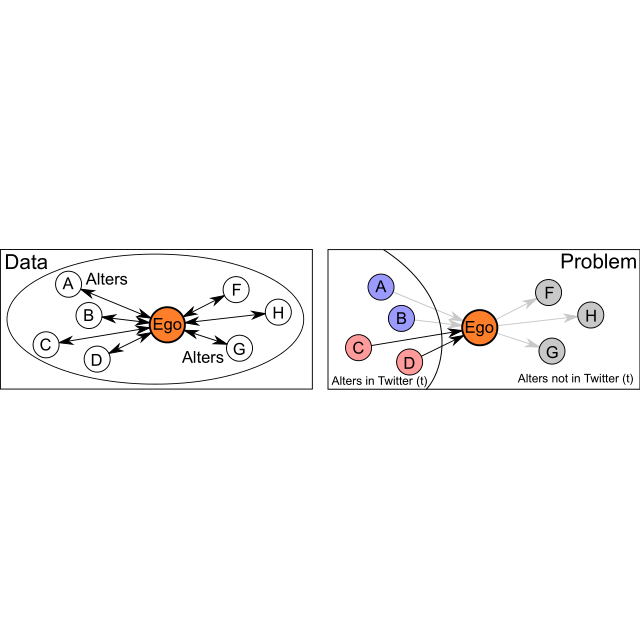 Data
A
Alters
F
B
Ego
H
C
D
Alters
G
Problem
A
F
B
Ego
H
C
D
G
Alters in Twitter (t)
Alters not in Twitter (t)